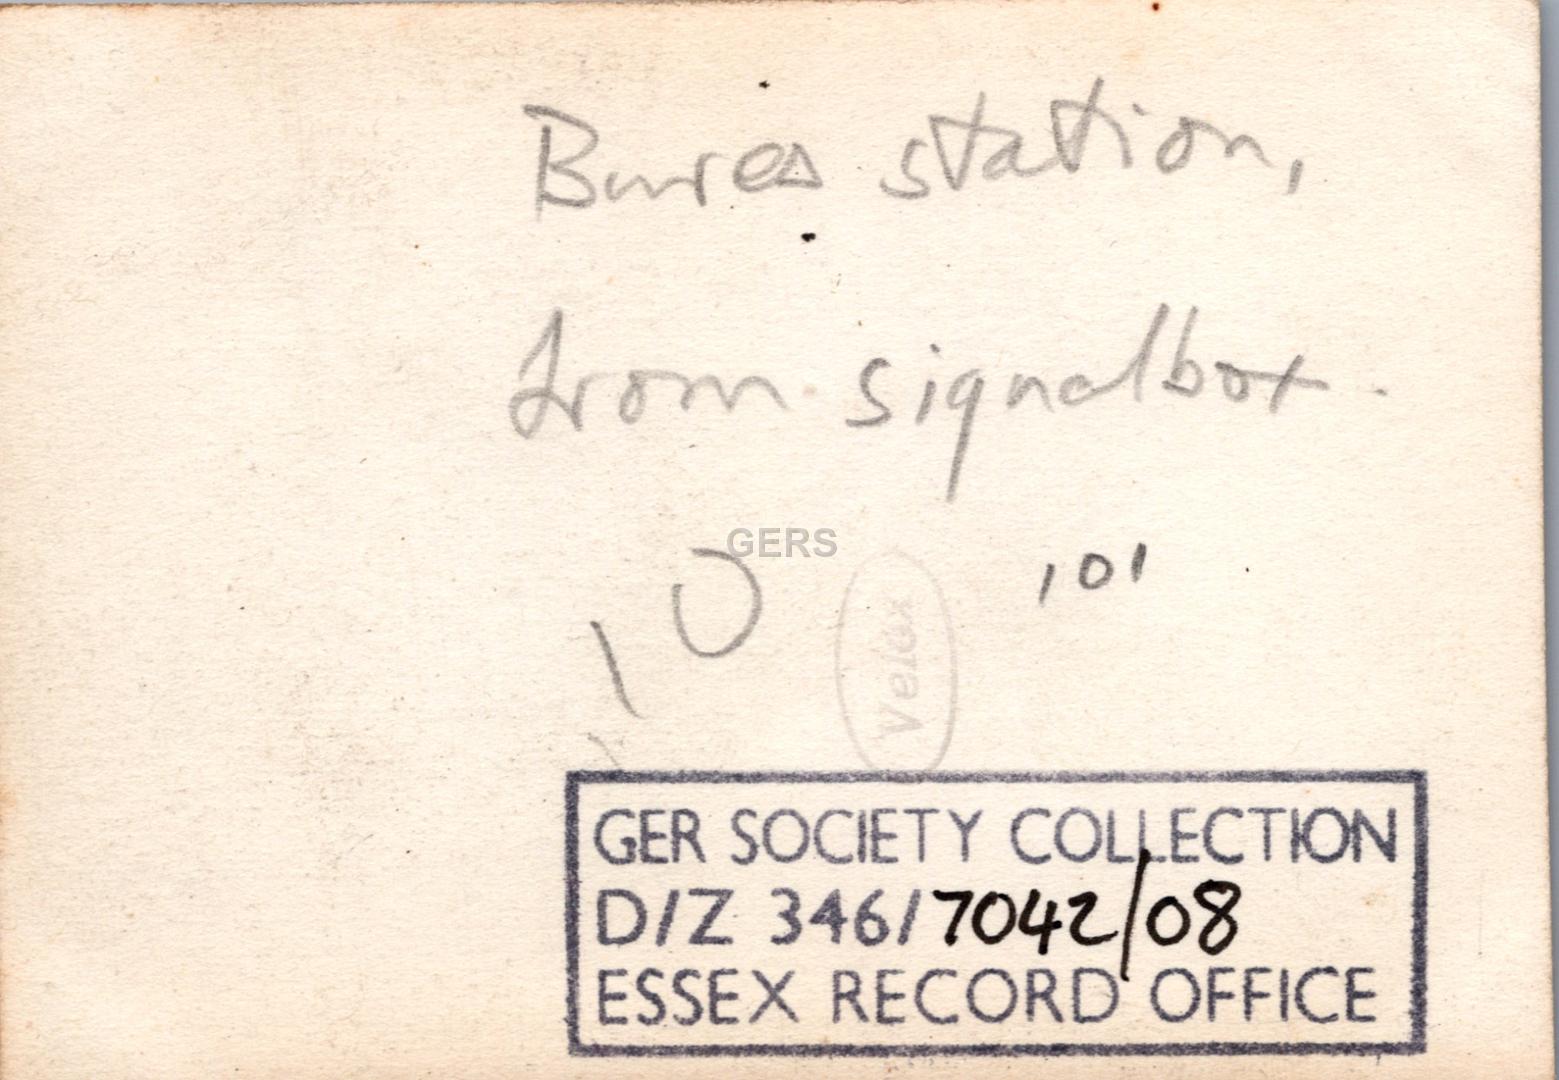 Bures station,
from signalbox.
GERS
101
10
Velox
GER SOCIETY COLLECTION
D/Z 346/7042/08
ESSEX RECORD OFFICE